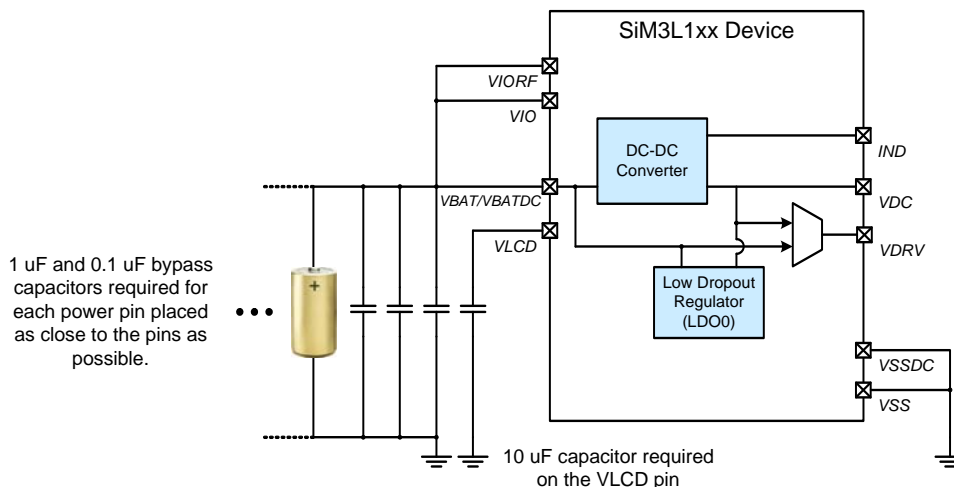 SiM3L1xx Device
VIORF
VIO
DC-DC
Converter
IND
VBAT/VBATDC
VDC
VLCD
VDRV
1 uF and 0.1 uF bypass
capacitors required for
each power pin placed
as close to the pins as
possible.
+
Low Dropout
Regulator
(LDO0)
VSSDC
VSS
10 uF capacitor required
on the VLCD pin